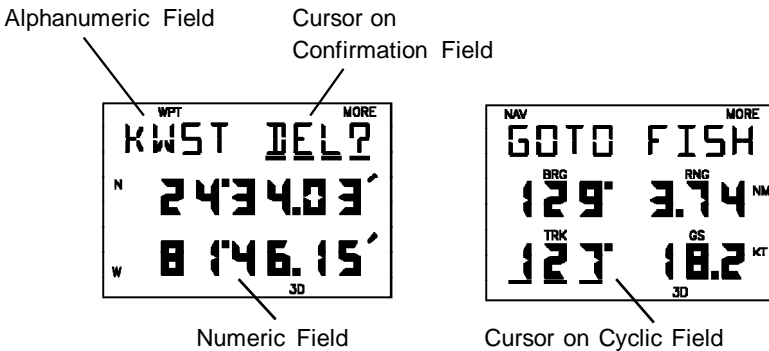 Alphanumeric Field
Cursor on
Confirmation Field
WPT MORE
KWST DEL?
N 24°34.03′
W 81°46.15′
3D
Numeric Field
NAV MORE
GOTO FISH
BRG RNG
129° 3.74 NM
TRK GS
127° 18.2 KT
3D
Cursor on Cyclic Field